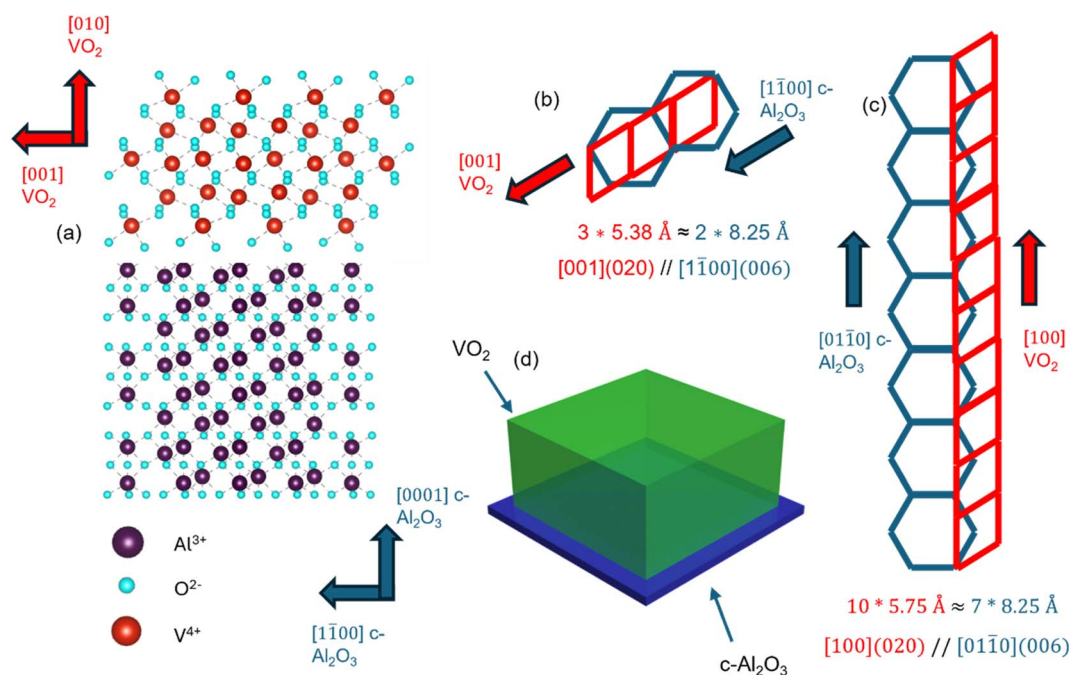 [010]
VO₂
[001]
VO₂
(a)
Al³⁺
O²⁻
V⁴⁺
[0001] c-
Al₂O₃
[11̅00] c-
Al₂O₃
(b)
[11̅00] c-
Al₂O₃
[001]
VO₂
3 * 5.38 Å ≈ 2 * 8.25 Å
[001](020) // [11̅00](006)
(c)
[011̅0] c-
Al₂O₃
[100]
VO₂
10 * 5.75 Å ≈ 7 * 8.25 Å
[100](020) // [011̅0](006)
VO₂
(d)
c-Al₂O₃